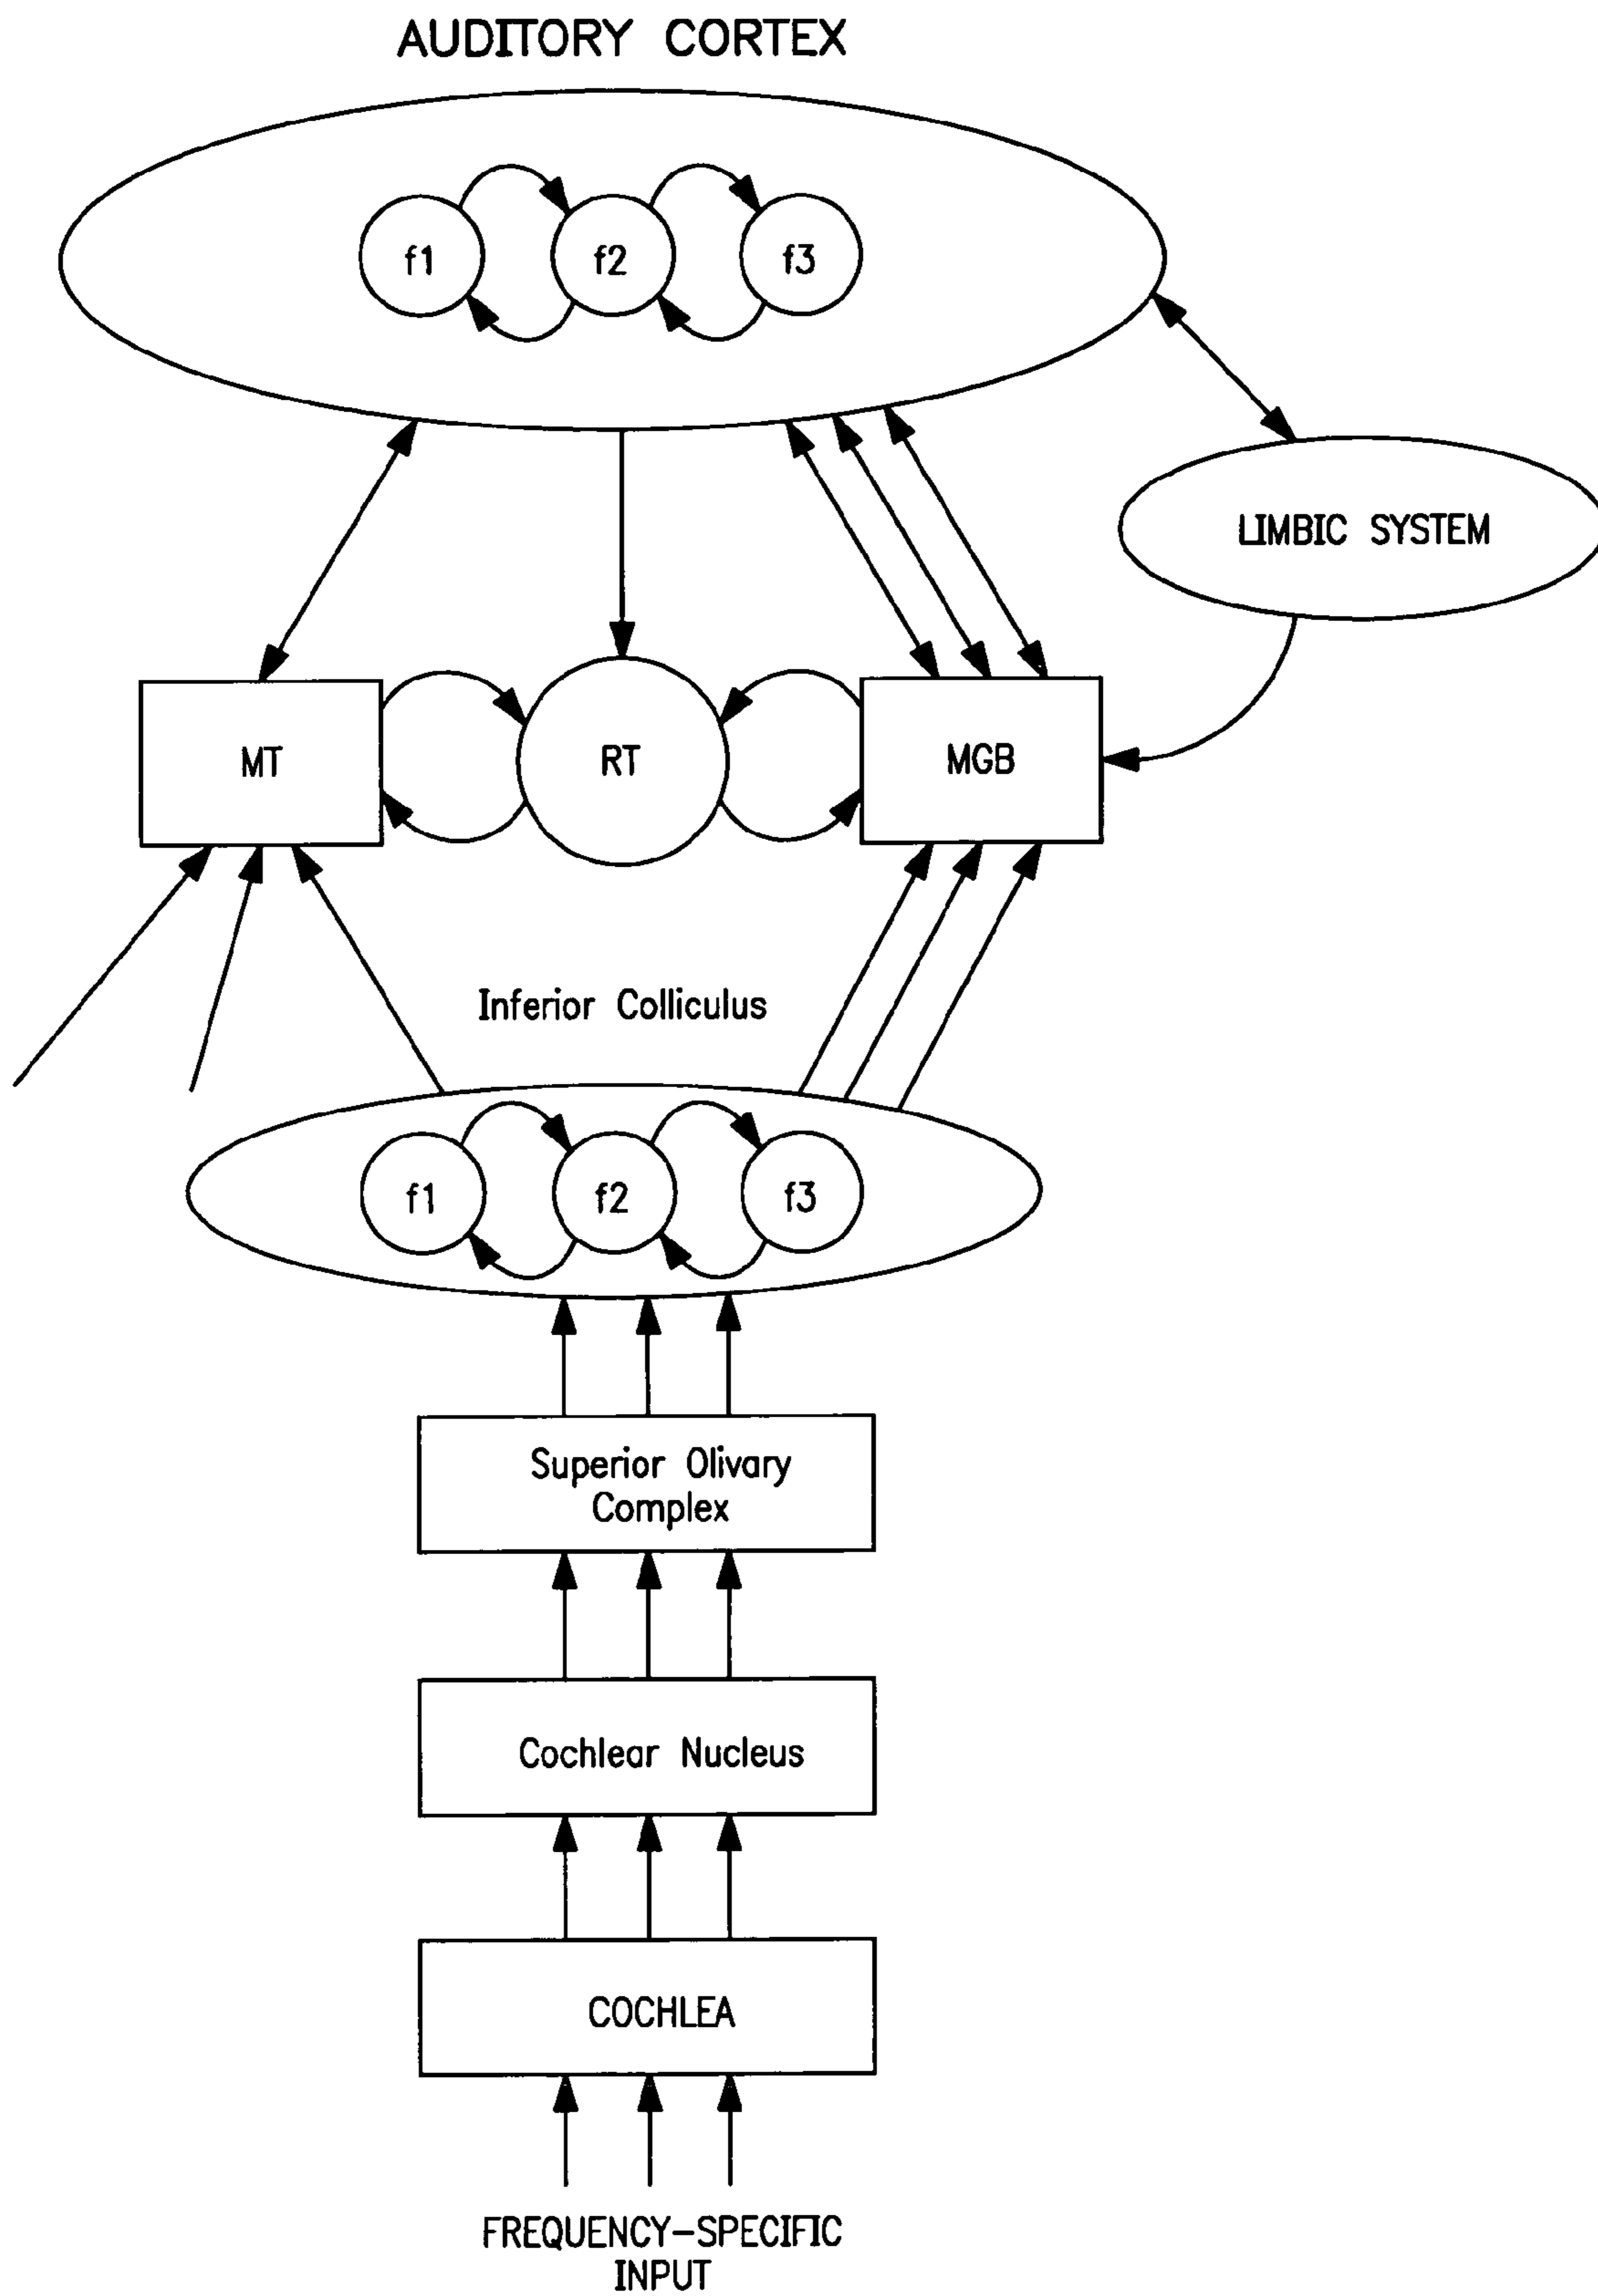 AUDITORY CORTEX
f1 f2 f3
LIMBIC SYSTEM
MT RT MGB
Inferior Colliculus
f1 f2 f3
Superior Olivary
Complex
Cochlear Nucleus
COCHLEA
FREQUENCY-SPECIFIC
INPUT